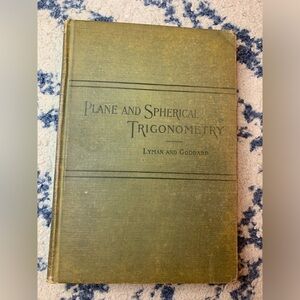 PLANE AND SPHERICAL
TRIGONOMETRY
LYMAN AND GODDARD